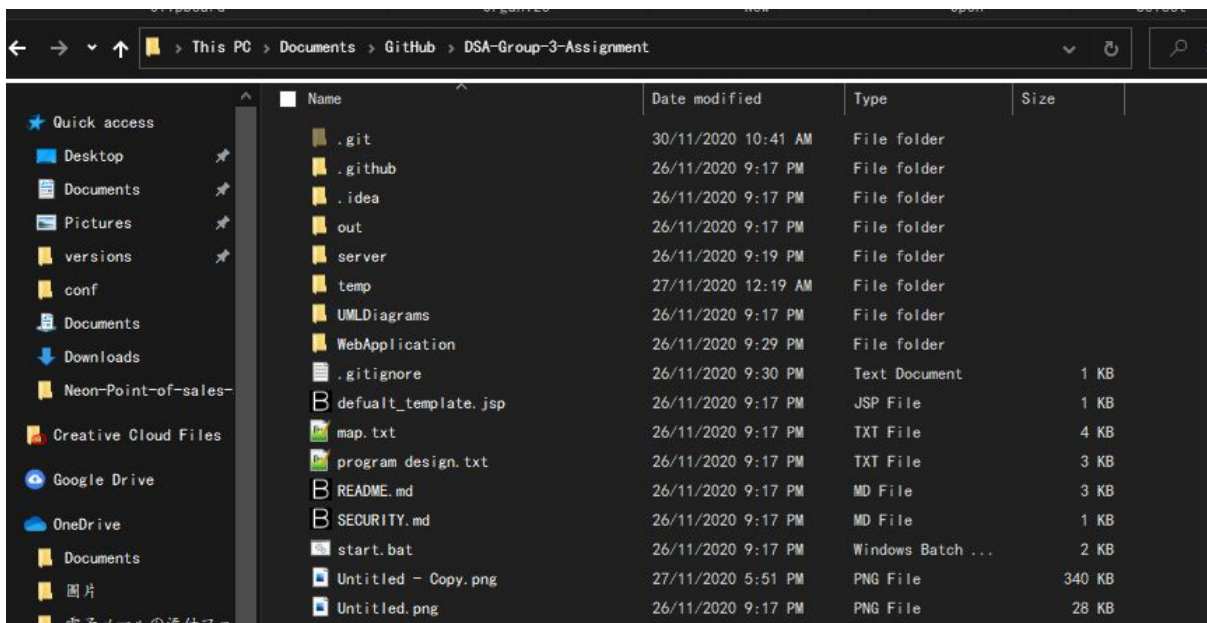 This PC > Documents > GitHub > DSA-Group-3-Assignment
Name Date modified Type Size
Quick access
Desktop
Documents
Pictures
versions
conf
Documents
Downloads
Neon-Point-of-sales-
Creative Cloud Files
Google Drive
OneDrive
Documents
圖片
.git 30/11/2020 10:41 AM File folder
.github 26/11/2020 9:17 PM File folder
.idea 26/11/2020 9:17 PM File folder
out 26/11/2020 9:17 PM File folder
server 26/11/2020 9:19 PM File folder
temp 27/11/2020 12:19 AM File folder
UMLDiagrams 26/11/2020 9:17 PM File folder
WebApplication 26/11/2020 9:29 PM File folder
.gitignore 26/11/2020 9:30 PM Text Document 1 KB
defualt_template.jsp 26/11/2020 9:17 PM JSP File 1 KB
map.txt 26/11/2020 9:17 PM TXT File 4 KB
program design.txt 26/11/2020 9:17 PM TXT File 3 KB
README.md 26/11/2020 9:17 PM MD File 3 KB
SECURITY.md 26/11/2020 9:17 PM MD File 1 KB
start.bat 26/11/2020 9:17 PM Windows Batch ... 2 KB
Untitled - Copy.png 27/11/2020 5:51 PM PNG File 340 KB
Untitled.png 26/11/2020 9:17 PM PNG File 28 KB